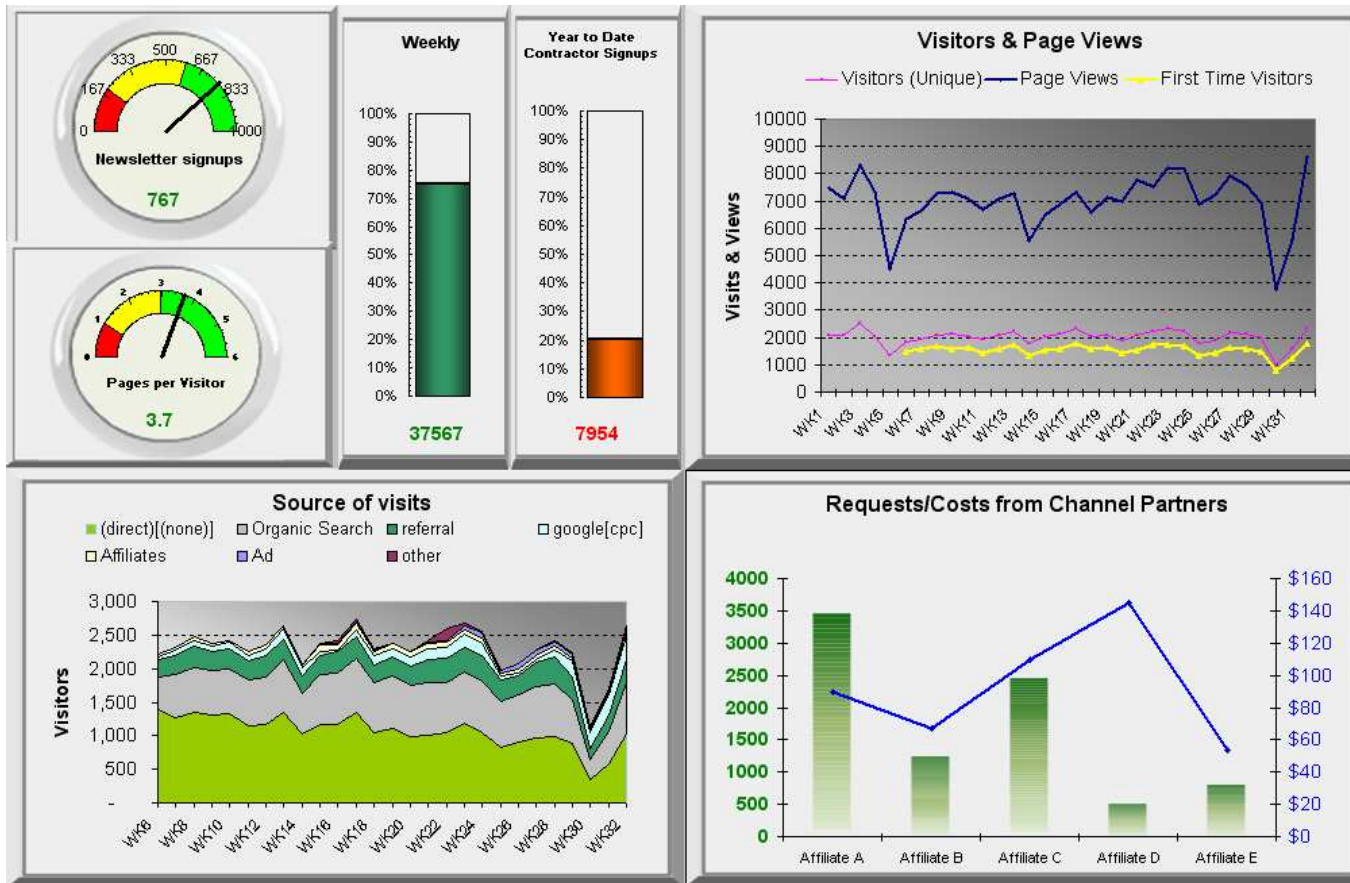 0 167 333 500 667 833 1000
Newsletter signups
767
0 1 2 3 4 5 6
Pages per Visitor
3.7
Weekly
100%
90%
80%
70%
60%
50%
40%
30%
20%
10%
0%
37567
Year to Date
Contractor Signups
100%
90%
80%
70%
60%
50%
40%
30%
20%
10%
0%
7954
Visitors & Page Views
Visitors (Unique) Page Views First Time Visitors
Visits & Views
10000
9000
8000
7000
6000
5000
4000
3000
2000
1000
0
WK1 WK3 WK5 WK7 WK9 WK11 WK13 WK15 WK17 WK19 WK21 WK23 WK25 WK27 WK29 WK31
Source of visits
(direct)[(none)] Organic Search referral google[cpc]
Affiliates Ad other
Visitors
3,000
2,500
2,000
1,500
1,000
500
-
WK6 WK8 WK10 WK12 WK14 WK16 WK18 WK20 WK22 WK24 WK26 WK28 WK30 WK32
Requests/Costs from Channel Partners
4000 $160
3500 $140
3000 $120
2500 $100
2000 $80
1500 $60
1000 $40
500 $20
0 $0
Affiliate A Affiliate B Affiliate C Affiliate D Affiliate E